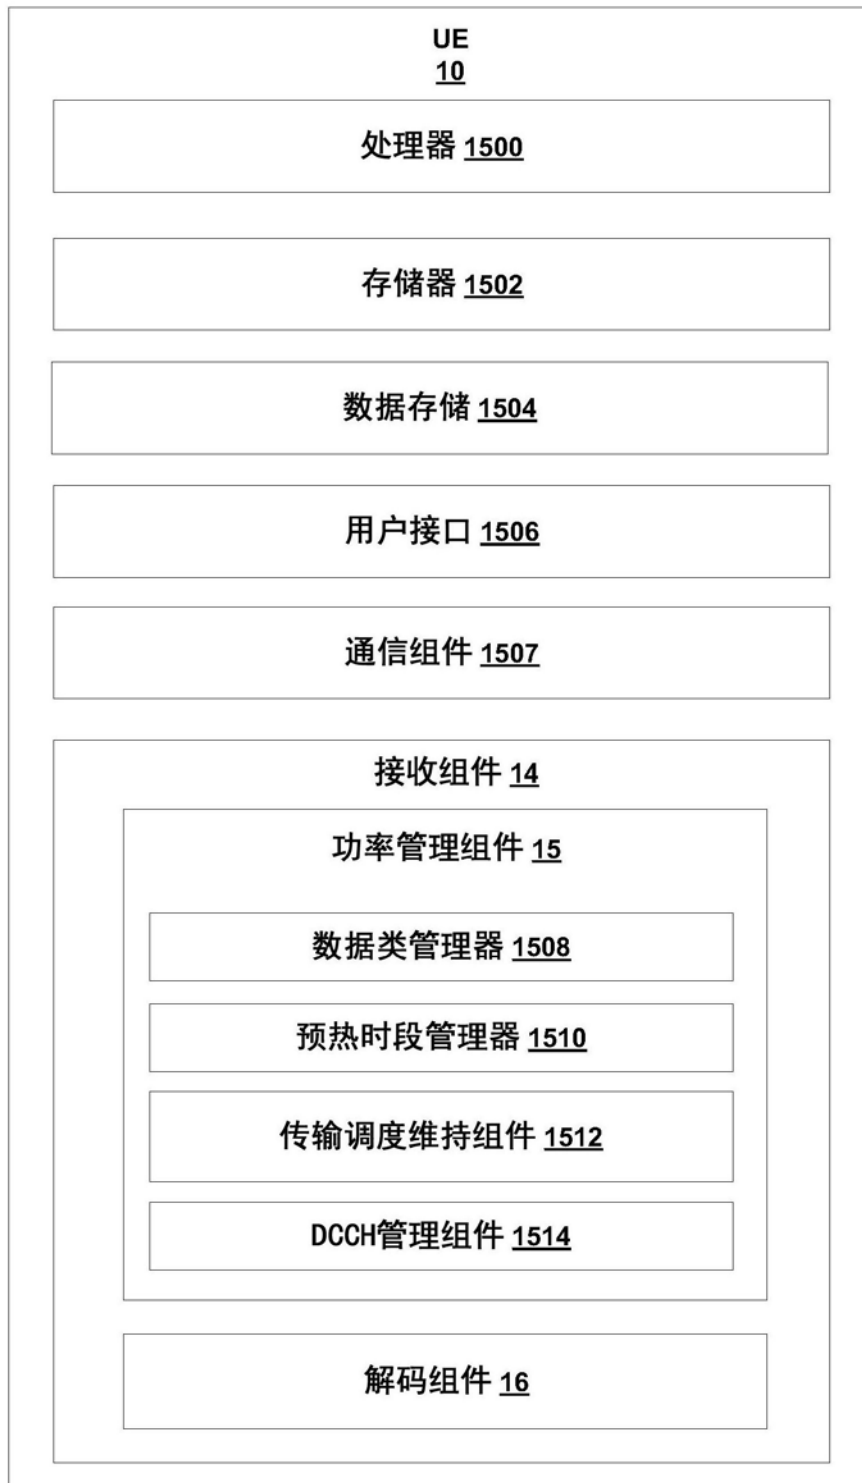 UE
10
处理器 1500
存储器 1502
数据存储 1504
用户接口 1506
通信组件 1507
接收组件 14
功率管理组件 15
数据类管理器 1508
预热时段管理器 1510
传输调度维持组件 1512
DCCH管理组件 1514
解码组件 16